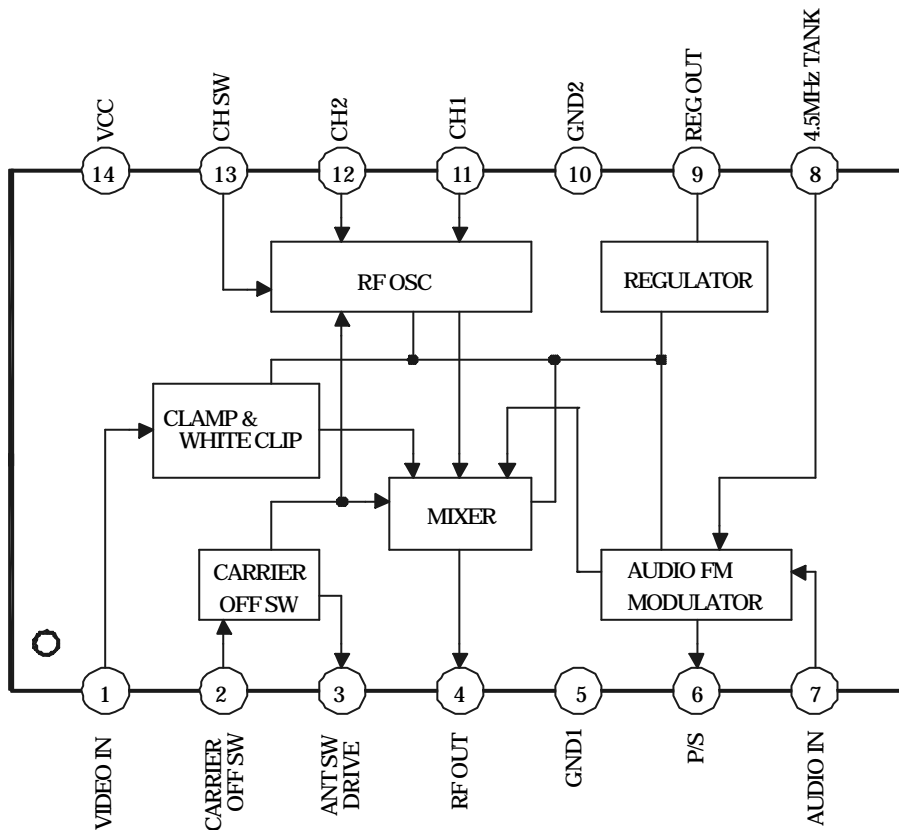 VCC
CH SW
CH2
CH1
GND2
REG OUT
4.5MHz TANK
14
13
12
11
10
9
8
RF OSC
REGULATOR
CLAMP &
WHITE CLIP
MIXER
CARRIER
OFF SW
AUDIO FM
MODULATOR
1
2
3
4
5
6
7
VIDEO IN
CARRIER
OFF SW
ANT SW
DRIVE
RF OUT
GND1
P/S
AUDIO IN